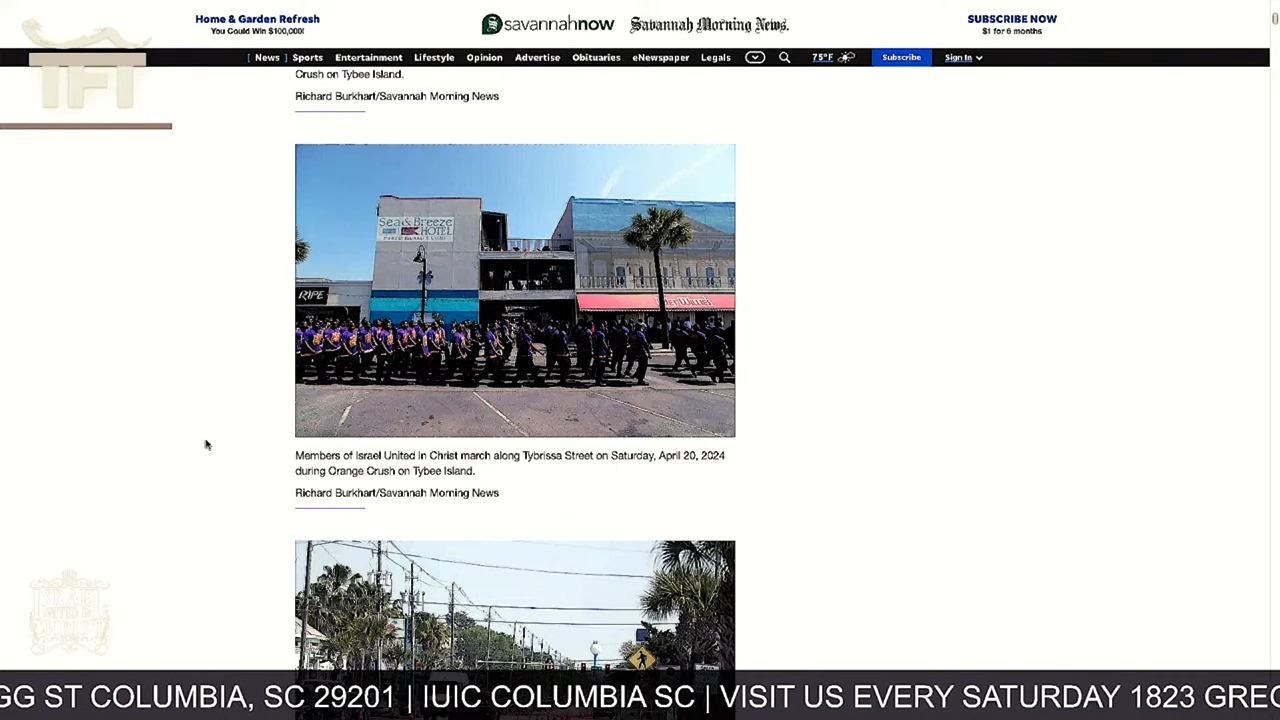 Home & Garden Refresh
You Could Win $100,000!
savannahnow
Savannah Morning News.
SUBSCRIBE NOW
$1 for 6 months
[ News ] Sports Entertainment Lifestyle Opinion Advertise Obituaries eNewspaper Legals 75°F Subscribe Sign In
TFT
Crush on Tybee Island.
Richard Burkhart/Savannah Morning News
Sea & Breeze
HOTEL
RIPE
Members of Israel United in Christ march along Tybrissa Street on Saturday, April 20, 2024
during Orange Crush on Tybee Island.
Richard Burkhart/Savannah Morning News
GG ST COLUMBIA, SC 29201 | IUIC COLUMBIA SC | VISIT US EVERY SATURDAY 1823 GREG